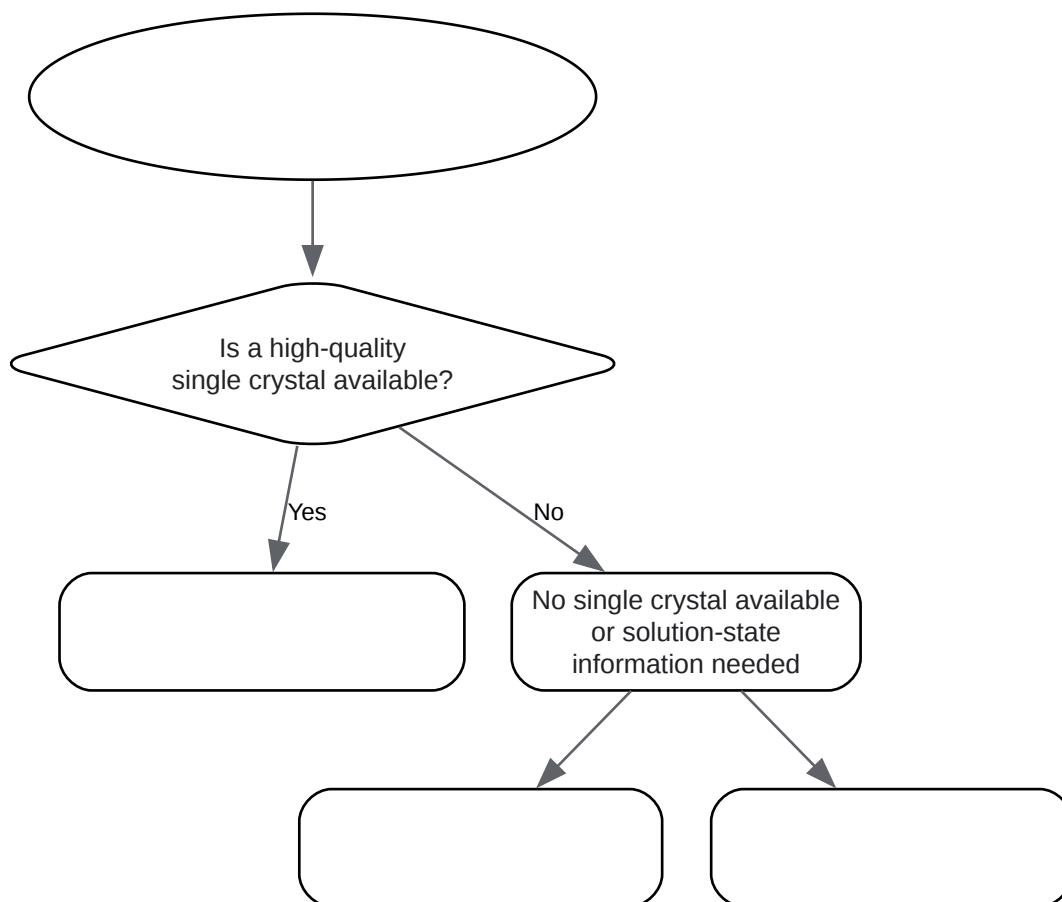 Is a high-quality
single crystal available?
Yes
No
No single crystal available
or solution-state
information needed